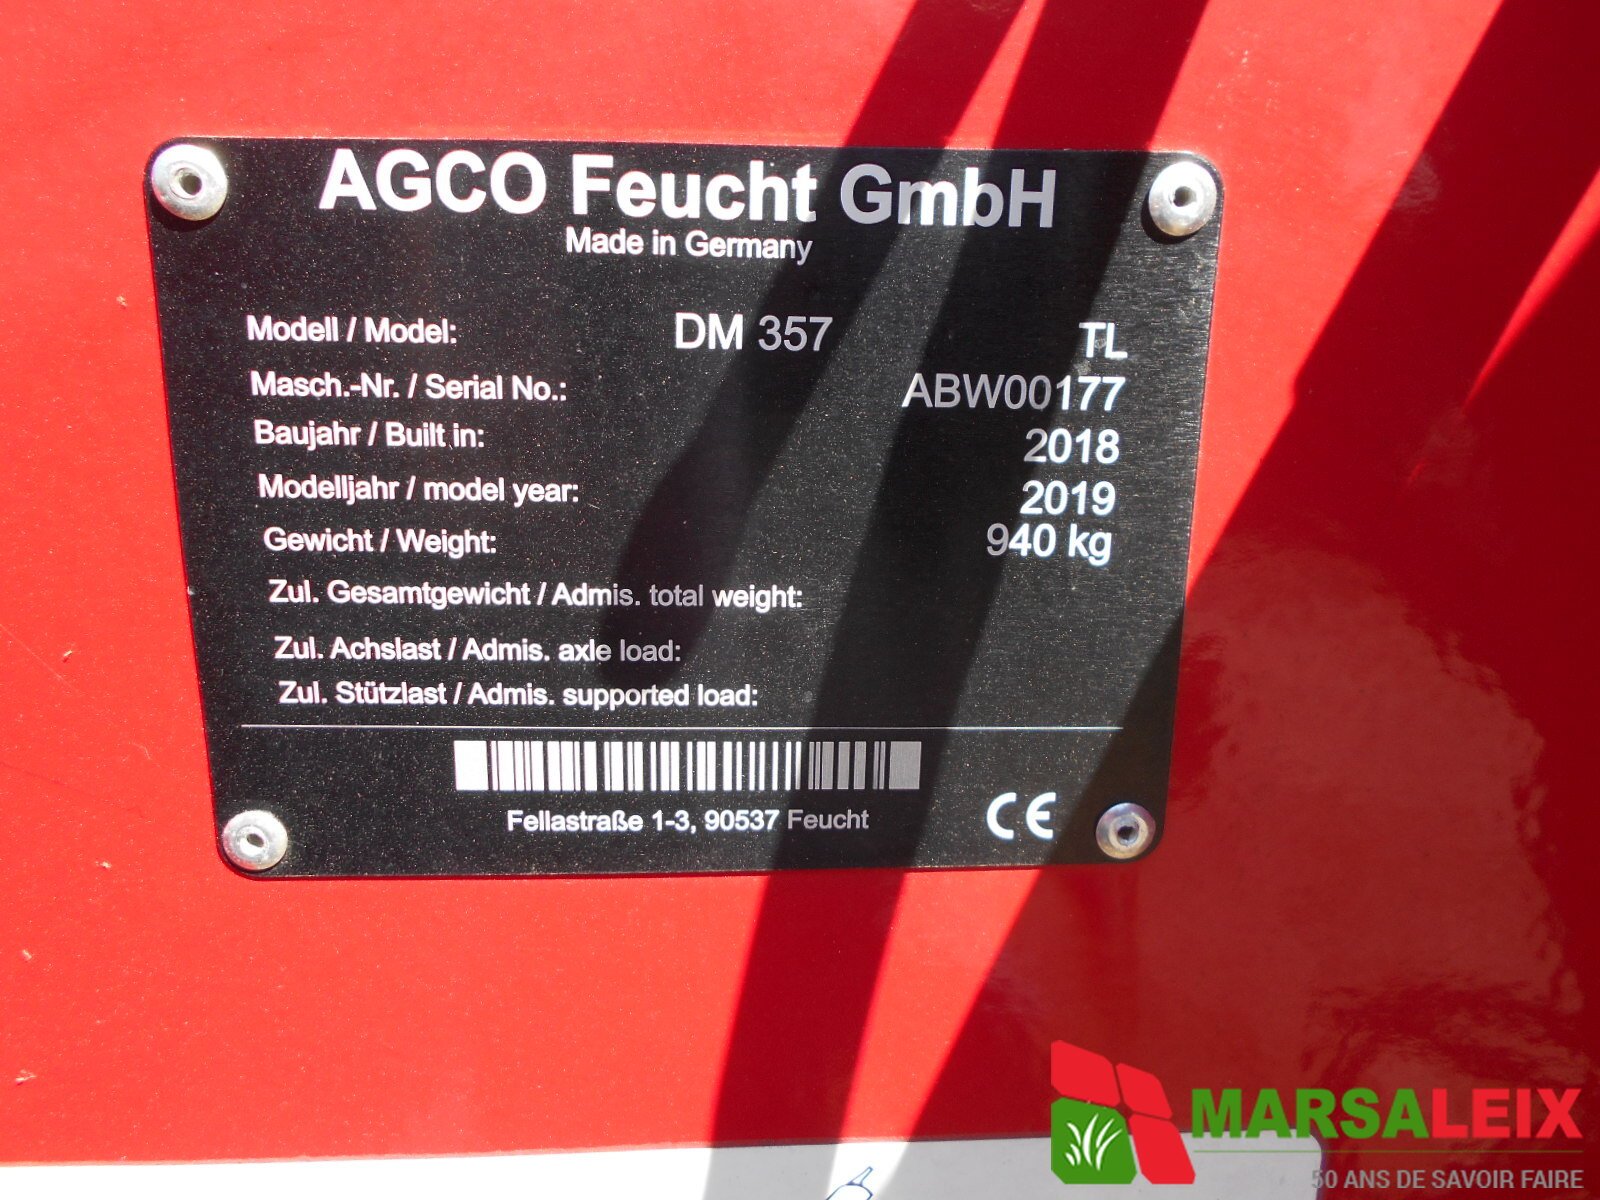 AGCO Feucht GmbH
Made in Germany
Modell / Model: DM 357 TL
Masch.-Nr. / Serial No.: ABW00177
Baujahr / Built in: 2018
Modelljahr / model year: 2019
Gewicht / Weight: 940 kg
Zul. Gesamtgewicht / Admis. total weight:
Zul. Achslast / Admis. axle load:
Zul. Stützlast / Admis. supported load:
Fellastraße 1-3, 90537 Feucht
CE
MARSALEIX
50 ANS DE SAVOIR FAIRE